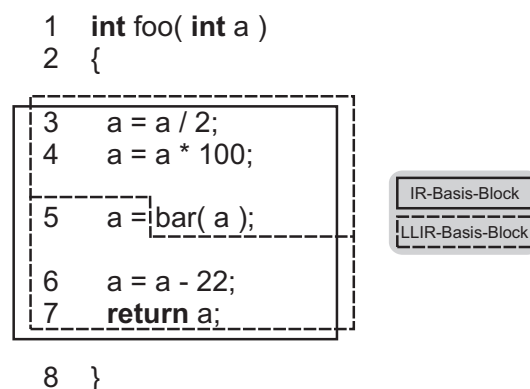 1 int foo( int a )
2 {
3 a = a / 2;
4 a = a * 100;
5 a = bar( a );
6 a = a - 22;
7 return a;
8 }
IR-Basis-Block
LLIR-Basis-Block